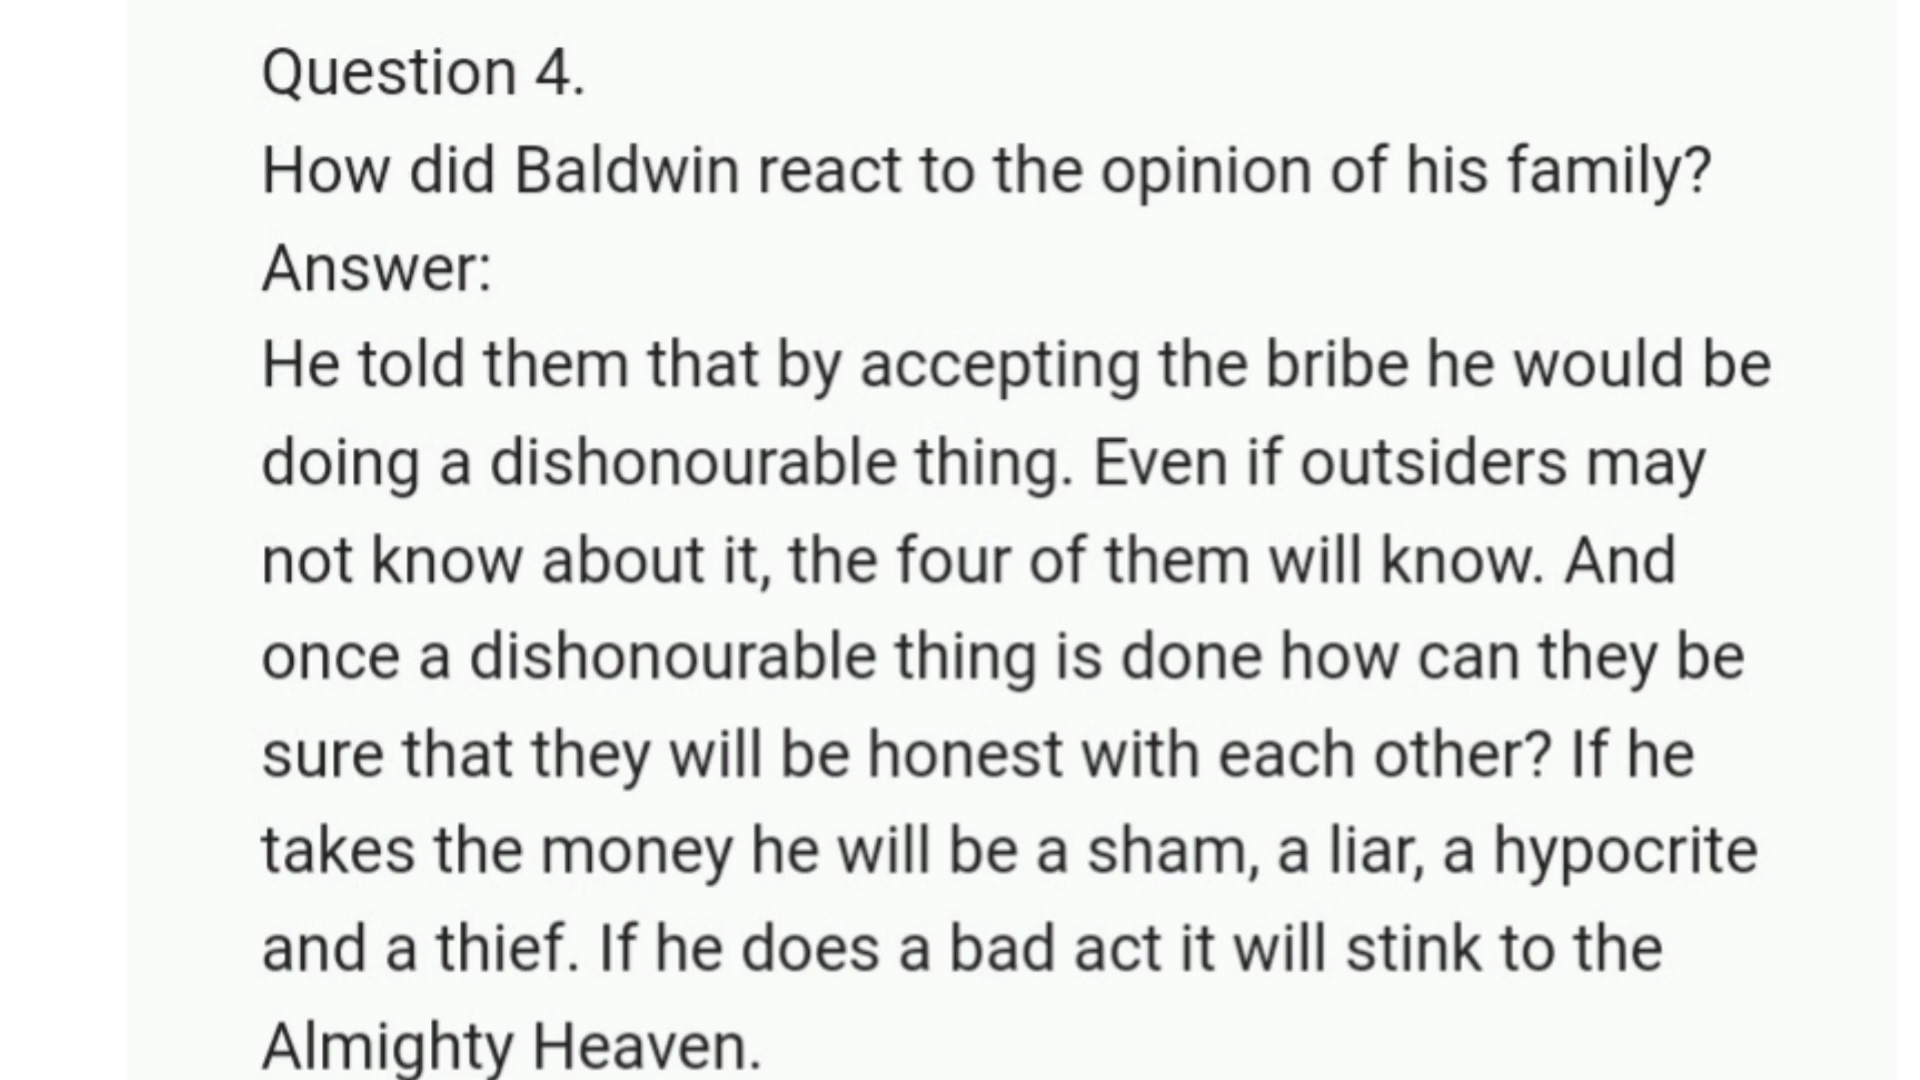 Question 4.
How did Baldwin react to the opinion of his family?
Answer:
He told them that by accepting the bribe he would be
doing a dishonourable thing. Even if outsiders may
not know about it, the four of them will know. And
once a dishonourable thing is done how can they be
sure that they will be honest with each other? If he
takes the money he will be a sham, a liar, a hypocrite
and a thief. If he does a bad act it will stink to the
Almighty Heaven.